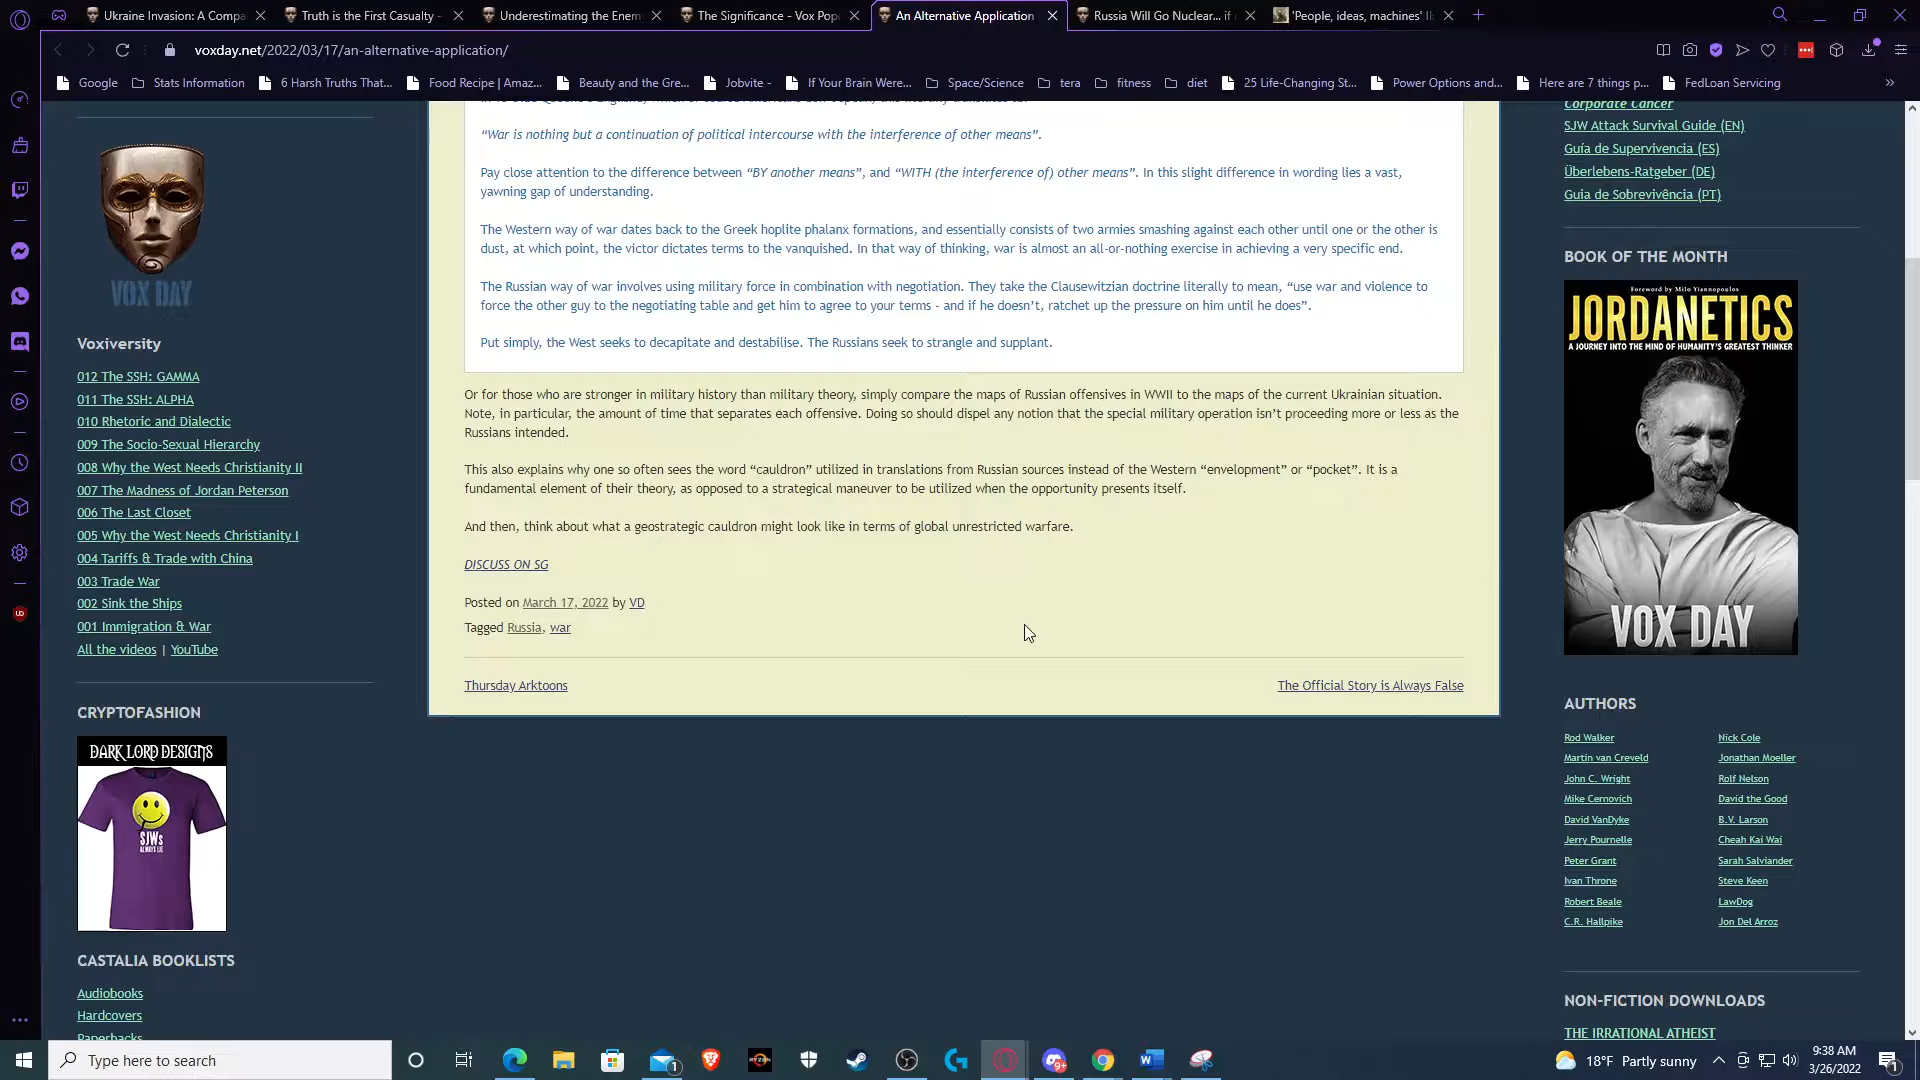 Ukraine Invasion: A Compa
Truth is the First Casualty -
Underestimating the Enem
The Significance - Vox Pop
An Alternative Application
Russia Will Go Nuclear... if
'People, ideas, machines' II:
voxday.net/2022/03/17/an-alternative-application/
Google
Stats Information
6 Harsh Truths That...
Food Recipe | Amaz...
Beauty and the Gre...
Jobvite -
If Your Brain Were...
Space/Science
tera
fitness
diet
25 Life-Changing St...
Power Options and...
Here are 7 things p...
FedLoan Servicing
VOX DAY
Voxiversity
012 The SSH: GAMMA
011 The SSH: ALPHA
010 Rhetoric and Dialectic
009 The Socio-Sexual Hierarchy
008 Why the West Needs Christianity II
007 The Madness of Jordan Peterson
006 The Last Closet
005 Why the West Needs Christianity I
004 Tariffs & Trade with China
003 Trade War
002 Sink the Ships
001 Immigration & War
All the videos | YouTube
CRYPTOFASHION
DARK LORD DESIGNS
SJWs
ALWAYS LIE
CASTALIA BOOKLISTS
Audiobooks
Hardcovers
Paperbacks
“War is nothing but a continuation of political intercourse with the interference of other means”.
Pay close attention to the difference between “BY another means”, and “WITH (the interference of) other means”. In this slight difference in wording lies a vast,
yawning gap of understanding.
The Western way of war dates back to the Greek hoplite phalanx formations, and essentially consists of two armies smashing against each other until one or the other is
dust, at which point, the victor dictates terms to the vanquished. In that way of thinking, war is almost an all-or-nothing exercise in achieving a very specific end.
The Russian way of war involves using military force in combination with negotiation. They take the Clausewitzian doctrine literally to mean, “use war and violence to
force the other guy to the negotiating table and get him to agree to your terms – and if he doesn’t, ratchet up the pressure on him until he does”.
Put simply, the West seeks to decapitate and destabilise. The Russians seek to strangle and supplant.
Or for those who are stronger in military history than military theory, simply compare the maps of Russian offensives in WWII to the maps of the current Ukrainian situation.
Note, in particular, the amount of time that separates each offensive. Doing so should dispel any notion that the special military operation isn’t proceeding more or less as the
Russians intended.
This also explains why one so often sees the word “cauldron” utilized in translations from Russian sources instead of the Western “envelopment” or “pocket”. It is a
fundamental element of their theory, as opposed to a strategical maneuver to be utilized when the opportunity presents itself.
And then, think about what a geostrategic cauldron might look like in terms of global unrestricted warfare.
DISCUSS ON SG
Posted on March 17, 2022 by VD
Tagged Russia, war
Thursday Arktoons
The Official Story is Always False
Corporate Cancer
SJW Attack Survival Guide (EN)
Guía de Supervivencia (ES)
Überlebens-Ratgeber (DE)
Guia de Sobrevivência (PT)
BOOK OF THE MONTH
Foreword by Milo Yiannopoulos
JORDANETICS
A JOURNEY INTO THE MIND OF HUMANITY'S GREATEST THINKER
VOX DAY
AUTHORS
Rod Walker
Nick Cole
Martin van Creveld
Jonathan Moeller
John C. Wright
Rolf Nelson
Mike Cernovich
David the Good
David VanDyke
B.V. Larson
Jerry Pournelle
Cheah Kai Wai
Peter Grant
Sarah Salviander
Ivan Throne
Steve Keen
Robert Beale
LawDog
C.R. Hallpike
Jon Del Arroz
NON-FICTION DOWNLOADS
THE IRRATIONAL ATHEIST
Type here to search
1
RYZEN
9+
18°F Partly sunny
9:38 AM
3/26/2022
1